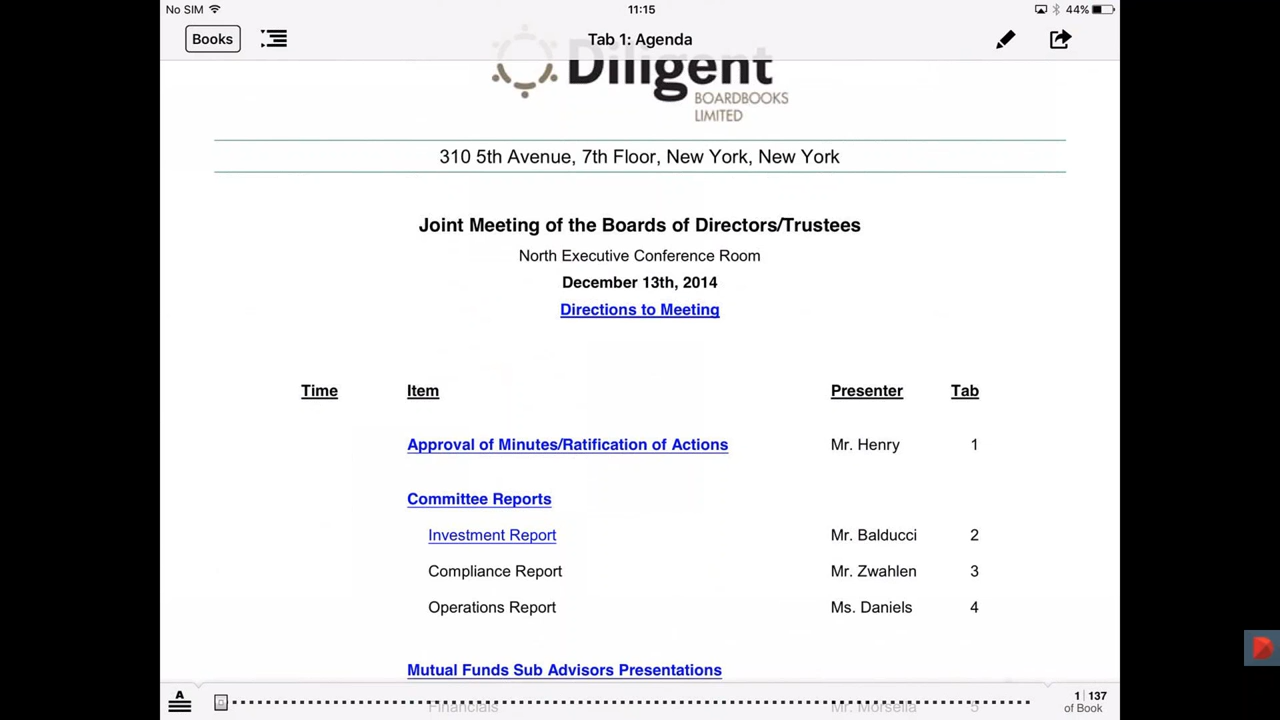 No SIM 11:15 44%
Books Tab 1: Agenda
Diligent
BOARDBOOKS
LIMITED
310 5th Avenue, 7th Floor, New York, New York
Joint Meeting of the Boards of Directors/Trustees
North Executive Conference Room
December 13th, 2014
Directions to Meeting
Time Item Presenter Tab
Approval of Minutes/Ratification of Actions Mr. Henry 1
Committee Reports
Investment Report Mr. Balducci 2
Compliance Report Mr. Zwahlen 3
Operations Report Ms. Daniels 4
Mutual Funds Sub Advisors Presentations
A 1 | 137
of Book
Financials Mr. Morsella 5